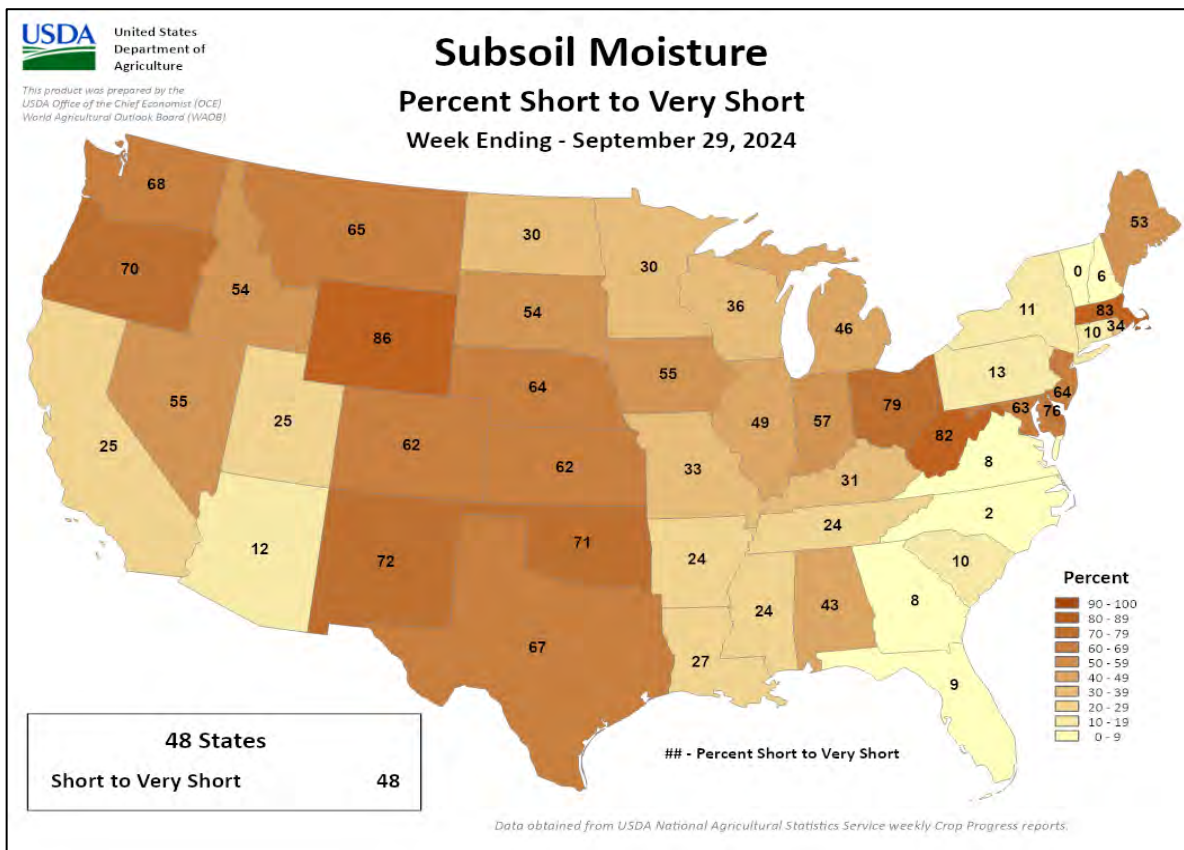 USDA
United States
Department of
Agriculture
This product was prepared by the
USDA Office of the Chief Economist (OCE)
World Agricultural Outlook Board (WAOB)
Subsoil Moisture
Percent Short to Very Short
Week Ending - September 29, 2024
68
65
30
30
53
70
54
54
36
46
0
6
11
83
10
34
86
55
13
64
55
25
64
49
57
79
63
76
82
25
62
62
33
31
8
2
12
72
71
24
24
10
67
27
24
43
8
9
Percent
90 - 100
80 - 89
70 - 79
60 - 69
50 - 59
40 - 49
30 - 39
20 - 29
10 - 19
0 - 9
48 States
Short to Very Short 48
## - Percent Short to Very Short
Data obtained from USDA National Agricultural Statistics Service weekly Crop Progress reports.